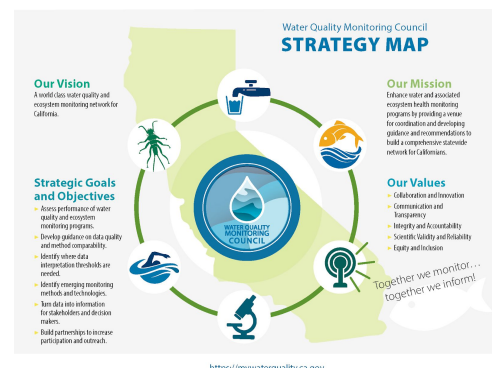 Water Quality Monitoring Council
STRATEGY MAP
Our Vision
A world class water quality and
ecosystem monitoring network for
California.
Our Mission
Enhance water and associated
ecosystem health monitoring
programs by providing a venue
for coordination and developing
guidance and recommendations to
build a comprehensive statewide
network for Californians.
Strategic Goals
and Objectives
Assess performance of water
quality and ecosystem
monitoring programs.
Develop guidance on data quality
and method comparability.
Identify where data
interpretation thresholds are
needed.
Identify emerging monitoring
methods and technologies.
Turn data into information
for stakeholders and decision
makers.
Build partnerships to increase
participation and outreach.
WATER QUALITY
MONITORING
COUNCIL
Our Values
Collaboration and Innovation
Communication and
Transparency
Integrity and Accountability
Scientific Validity and Reliability
Equity and Inclusion
Together we monitor…
together we inform!
https://mywaterquality.ca.gov